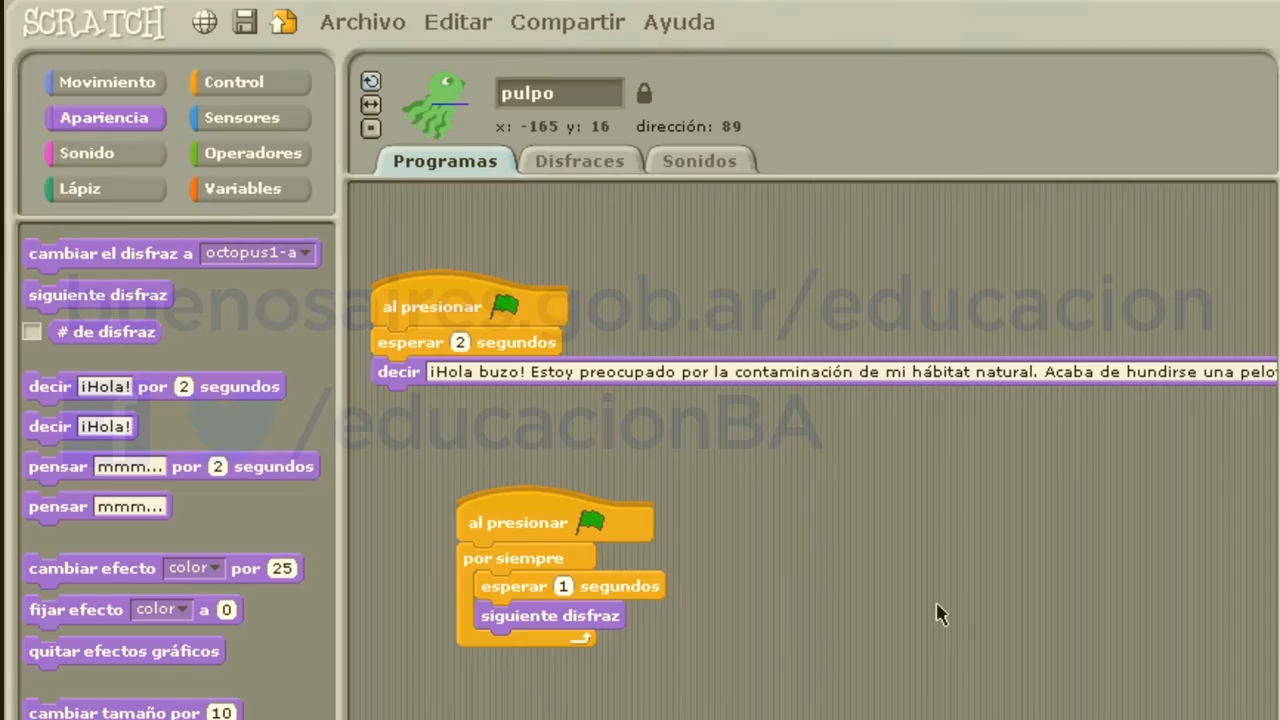 SCRATCH
Archivo Editar Compartir Ayuda
Movimiento Control
Apariencia Sensores
Sonido Operadores
Lápiz Variables
pulpo
x: -165 y: 16 dirección: 89
Programas Disfraces Sonidos
cambiar el disfraz a octopus1-a
siguiente disfraz
# de disfraz
decir ¡Hola! por 2 segundos
decir ¡Hola!
pensar mmm... por 2 segundos
pensar mmm...
cambiar efecto color por 25
fijar efecto color a 0
quitar efectos gráficos
cambiar tamaño por 10
al presionar
esperar 2 segundos
decir ¡Hola buzo! Estoy preocupado por la contaminación de mi hábitat natural. Acaba de hundirse una
al presionar
por siempre
esperar 1 segundos
siguiente disfraz
buenosaires.gob.ar/educacion
/educacionBA